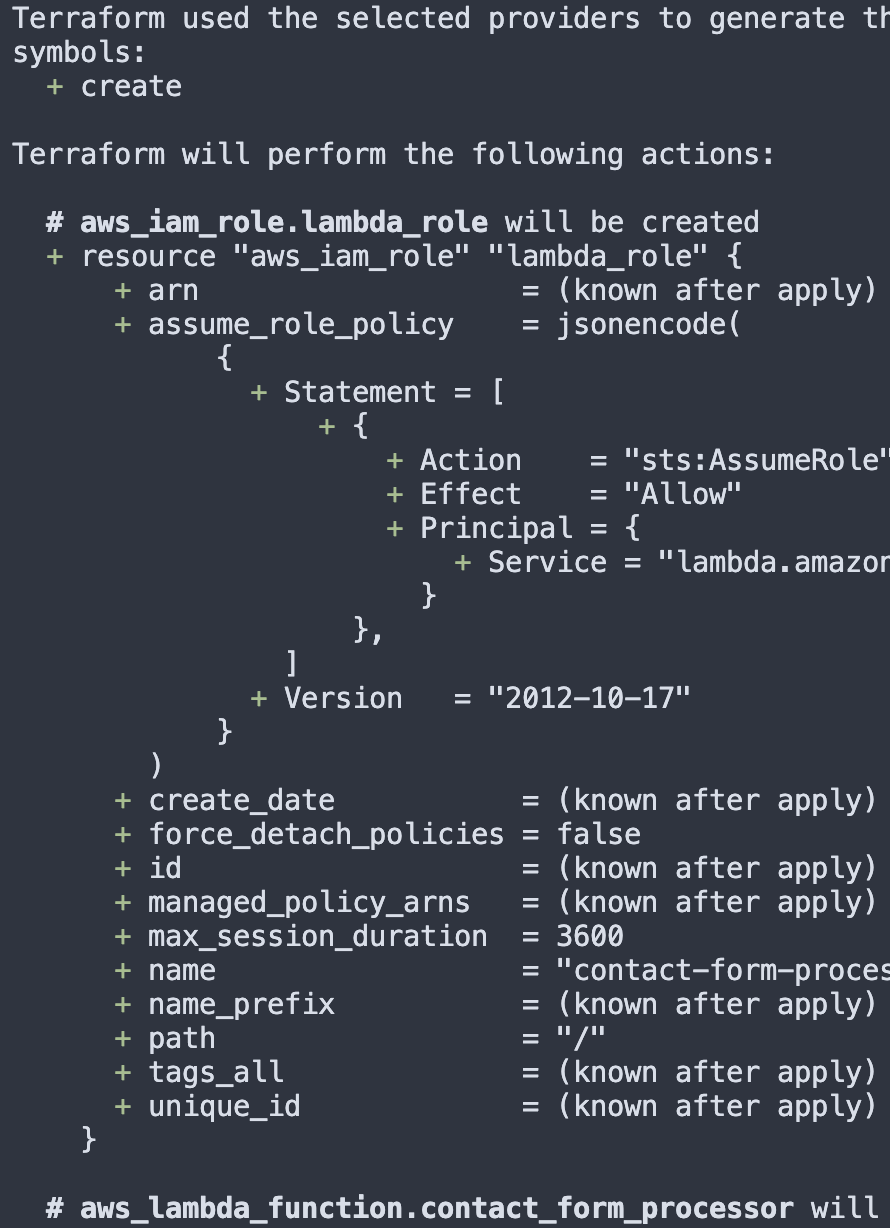 Terraform used the selected providers to generate th
symbols:
  + create

Terraform will perform the following actions:

  # aws_iam_role.lambda_role will be created
  + resource "aws_iam_role" "lambda_role" {
      + arn                   = (known after apply)
      + assume_role_policy    = jsonencode(
            {
              + Statement = [
                  + {
                      + Action    = "sts:AssumeRole"
                      + Effect    = "Allow"
                      + Principal = {
                          + Service = "lambda.amazon
                        }
                    },
                ]
              + Version   = "2012-10-17"
            }
        )
      + create_date           = (known after apply)
      + force_detach_policies = false
      + id                    = (known after apply)
      + managed_policy_arns   = (known after apply)
      + max_session_duration  = 3600
      + name                  = "contact-form-proces
      + name_prefix           = (known after apply)
      + path                  = "/"
      + tags_all              = (known after apply)
      + unique_id             = (known after apply)
    }

  # aws_lambda_function.contact_form_processor will